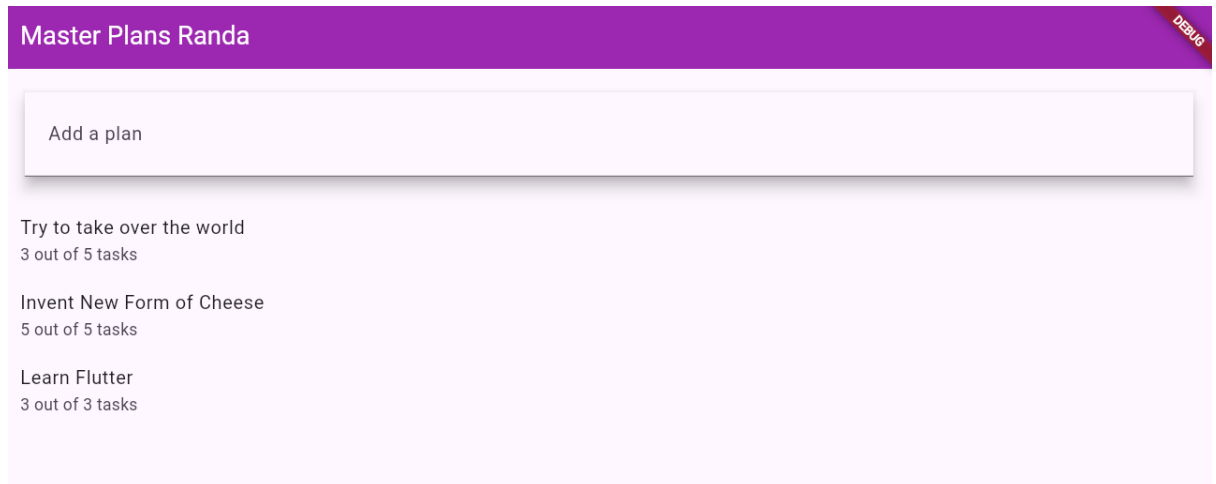 Master Plans Randa
DEBUG
Add a plan
Try to take over the world
3 out of 5 tasks
Invent New Form of Cheese
5 out of 5 tasks
Learn Flutter
3 out of 3 tasks